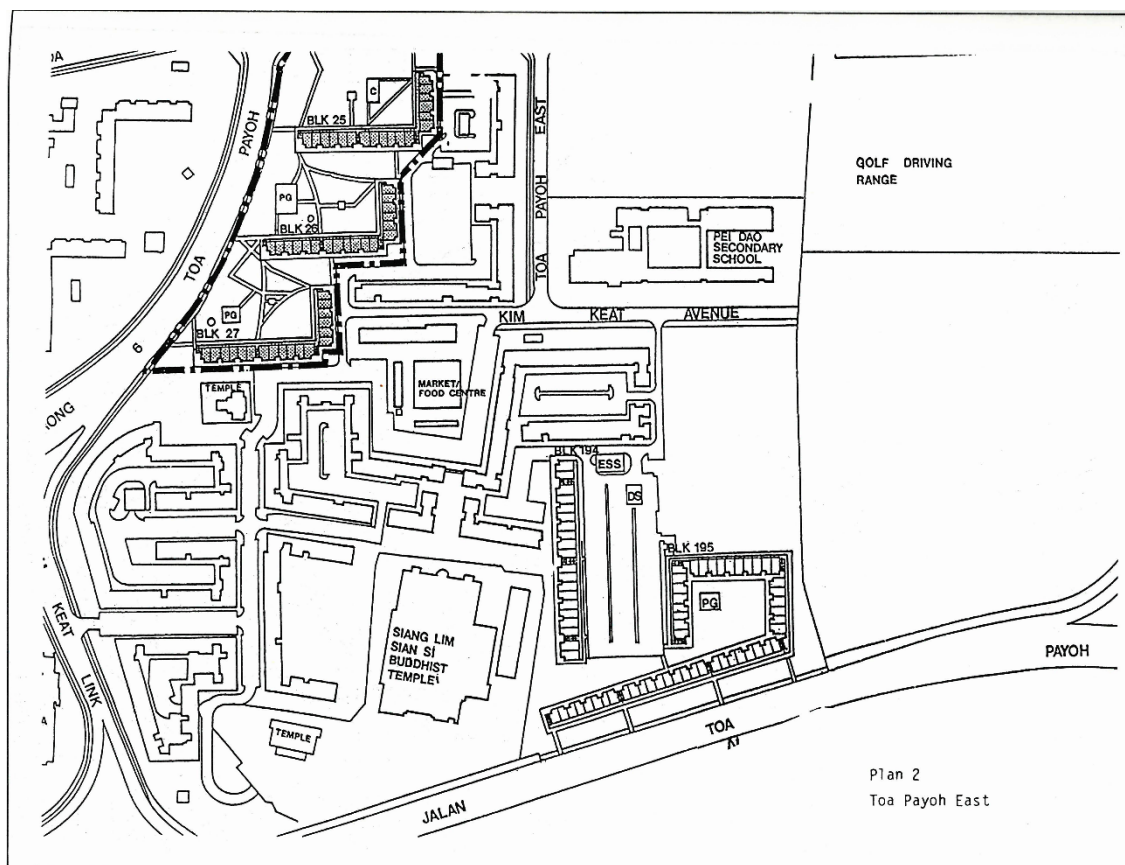 OA
C
BLK 25
PAYOH
TOA PAYOH EAST
GOLF DRIVING
RANGE
PG
BLK 26
PEI DAO
SECONDARY
SCHOOL
TOA
C
PG
BLK 27
KIM KEAT AVENUE
6
TEMPLE
MARKET/
FOOD CENTRE
ONG
BLK 194
ESS
DS
BLK 195
PG
KEAT LINK
SIANG LIM
SIAN SI
BUDDHIST
TEMPLE
PAYOH
TEMPLE
TOA
JALAN
Plan 2
Toa Payoh East